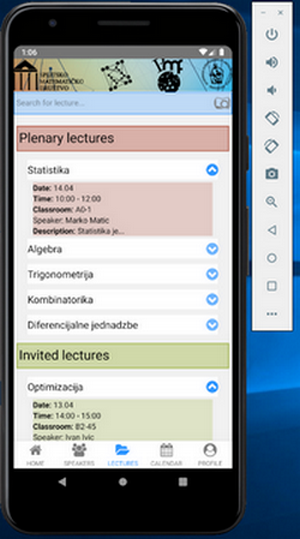 1:06
SPLITSKO
MATEMATIČKO
DRUŠTVO
Search for lecture...
Plenary lectures
Statistika
Date: 14.04
Time: 10:00 - 12:00
Classroom: A0-1
Speaker: Marko Matic
Description: Statistika je...
Algebra
Trigonometrija
Kombinatorika
Diferencijalne jednadzbe
Invited lectures
Optimizacija
Date: 13.04
Time: 14:00 - 15:00
Classroom: B2-45
Speaker: Ivan Ivic
HOME SPEAKERS LECTURES CALENDAR PROFILE